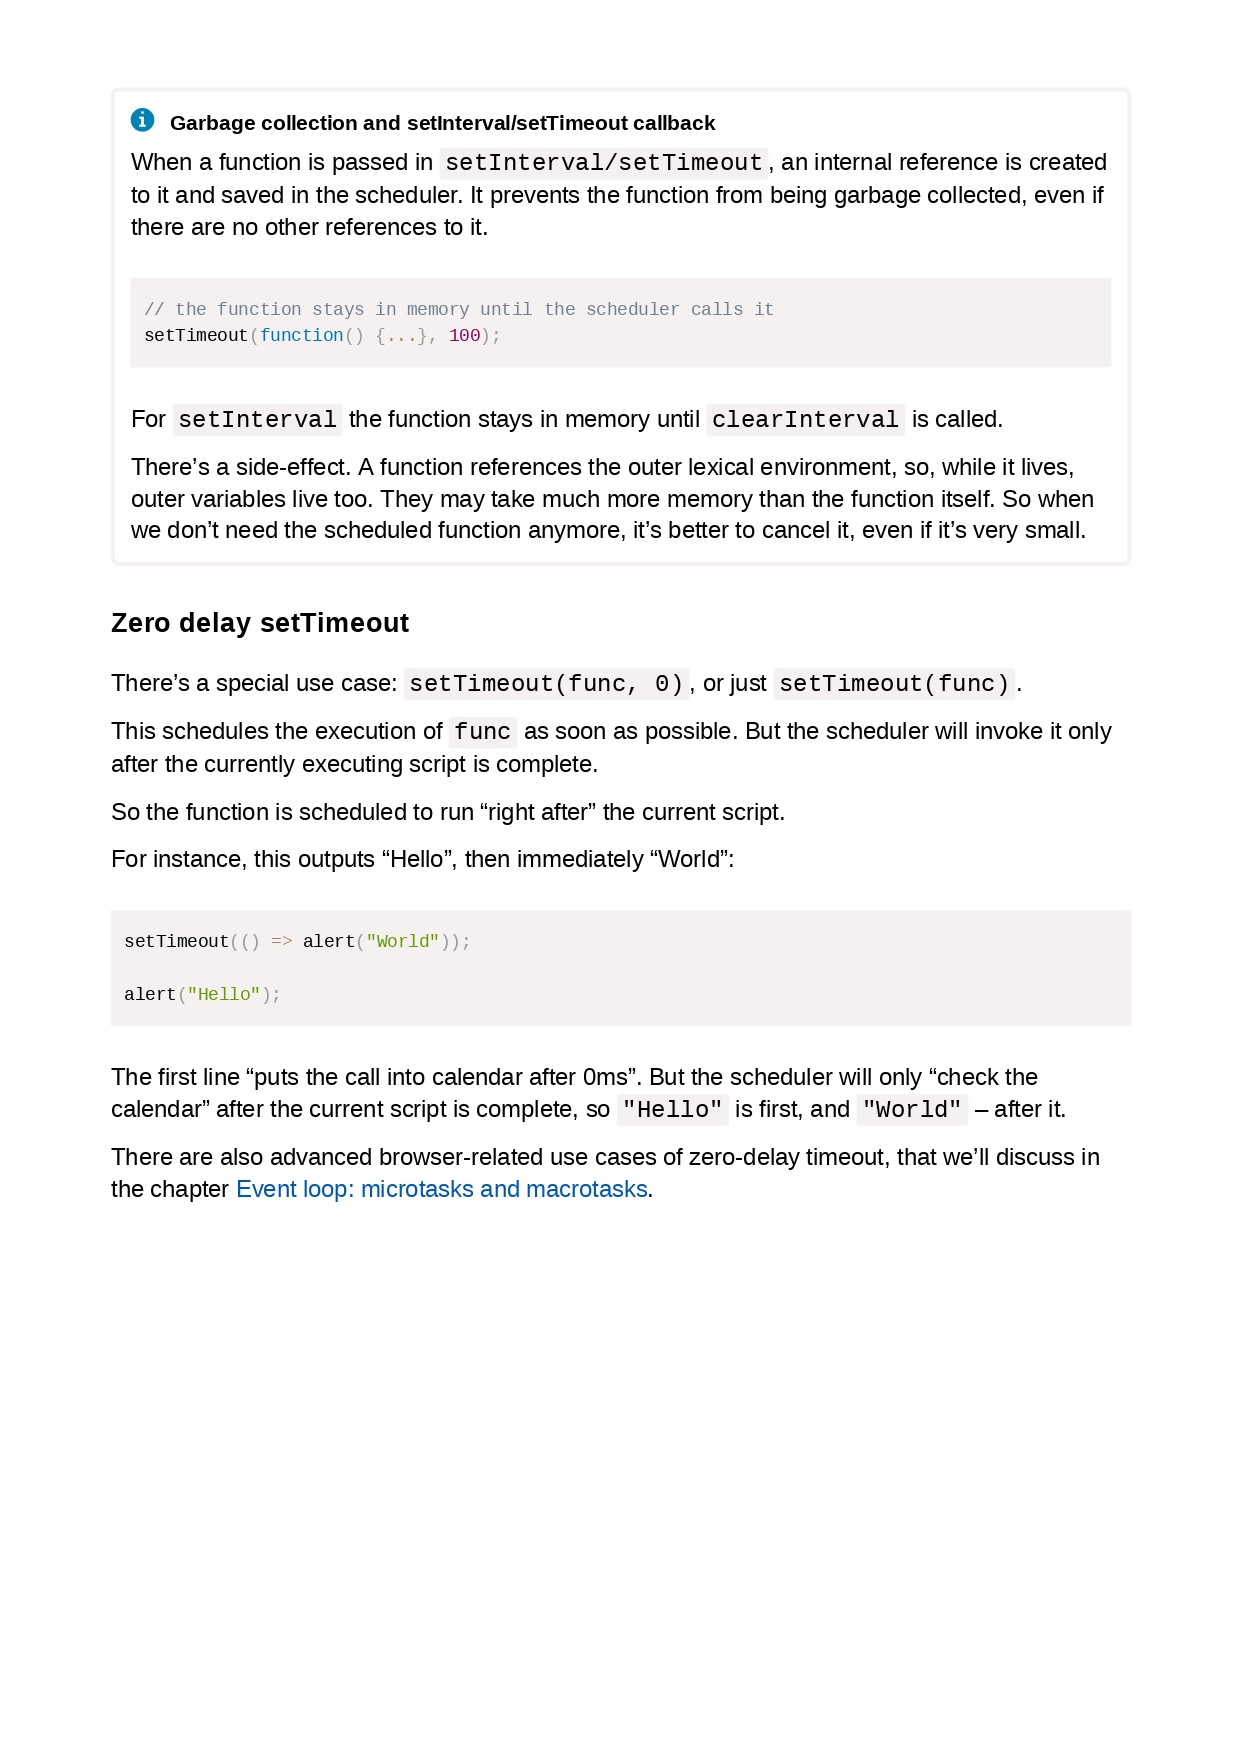 Garbage collection and setInterval/setTimeout callback
When a function is passed in setInterval/setTimeout, an internal reference is created
to it and saved in the scheduler. It prevents the function from being garbage collected, even if
there are no other references to it.
// the function stays in memory until the scheduler calls it
setTimeout(function() {...}, 100);
For setInterval the function stays in memory until clearInterval is called.
There’s a side-effect. A function references the outer lexical environment, so, while it lives,
outer variables live too. They may take much more memory than the function itself. So when
we don’t need the scheduled function anymore, it’s better to cancel it, even if it’s very small.
Zero delay setTimeout
There’s a special use case: setTimeout(func, 0), or just setTimeout(func).
This schedules the execution of func as soon as possible. But the scheduler will invoke it only
after the currently executing script is complete.
So the function is scheduled to run “right after” the current script.
For instance, this outputs “Hello”, then immediately “World”:
setTimeout(() => alert("World"));
alert("Hello");
The first line “puts the call into calendar after 0ms”. But the scheduler will only “check the
calendar” after the current script is complete, so "Hello" is first, and "World" – after it.
There are also advanced browser-related use cases of zero-delay timeout, that we’ll discuss in
the chapter Event loop: microtasks and macrotasks.